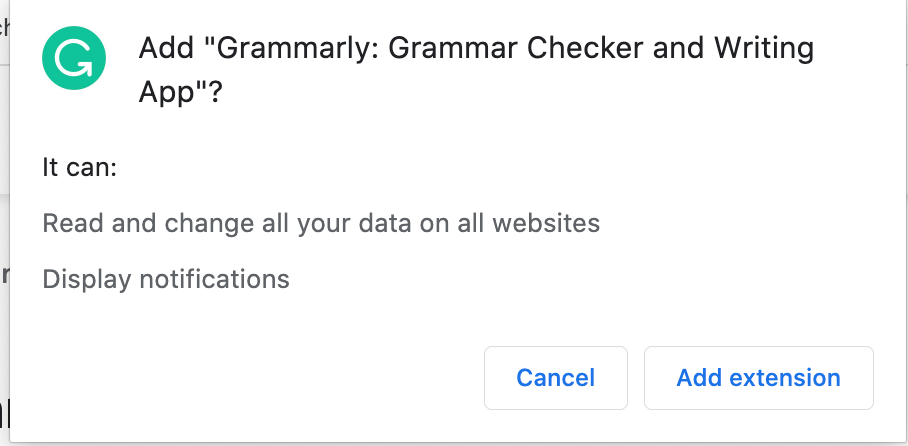 Add "Grammarly: Grammar Checker and Writing
App"?
It can:
Read and change all your data on all websites
Display notifications
Cancel
Add extension